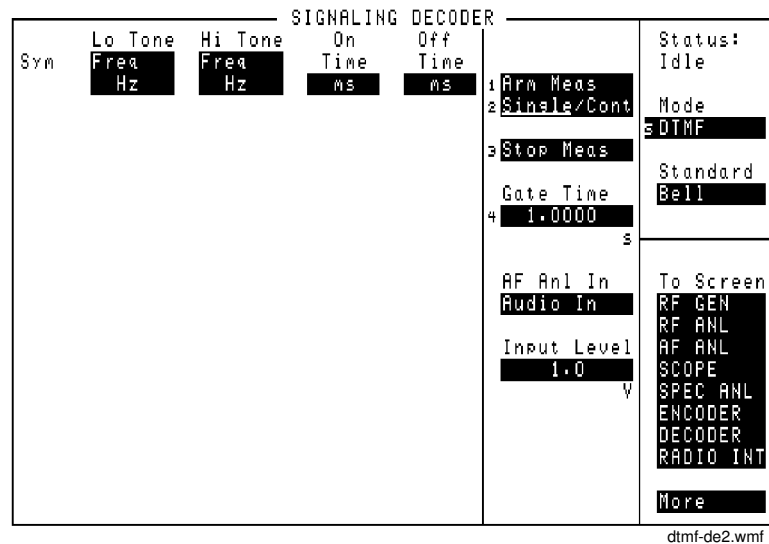 SIGNALING DECODER
Sym
Lo Tone
Freq
Hz
Hi Tone
Freq
Hz
On
Time
ms
Off
Time
ms
1 Arm Meas
2 Single/Cont
3 Stop Meas
Gate Time
4 1.0000
s
AF Anl In
Audio In
Input Level
1.0
V
Status:
Idle
Mode
5 DTMF
Standard
Bell
To Screen
RF GEN
RF ANL
AF ANL
SCOPE
SPEC ANL
ENCODER
DECODER
RADIO INT
More
dtmf-de2.wmf